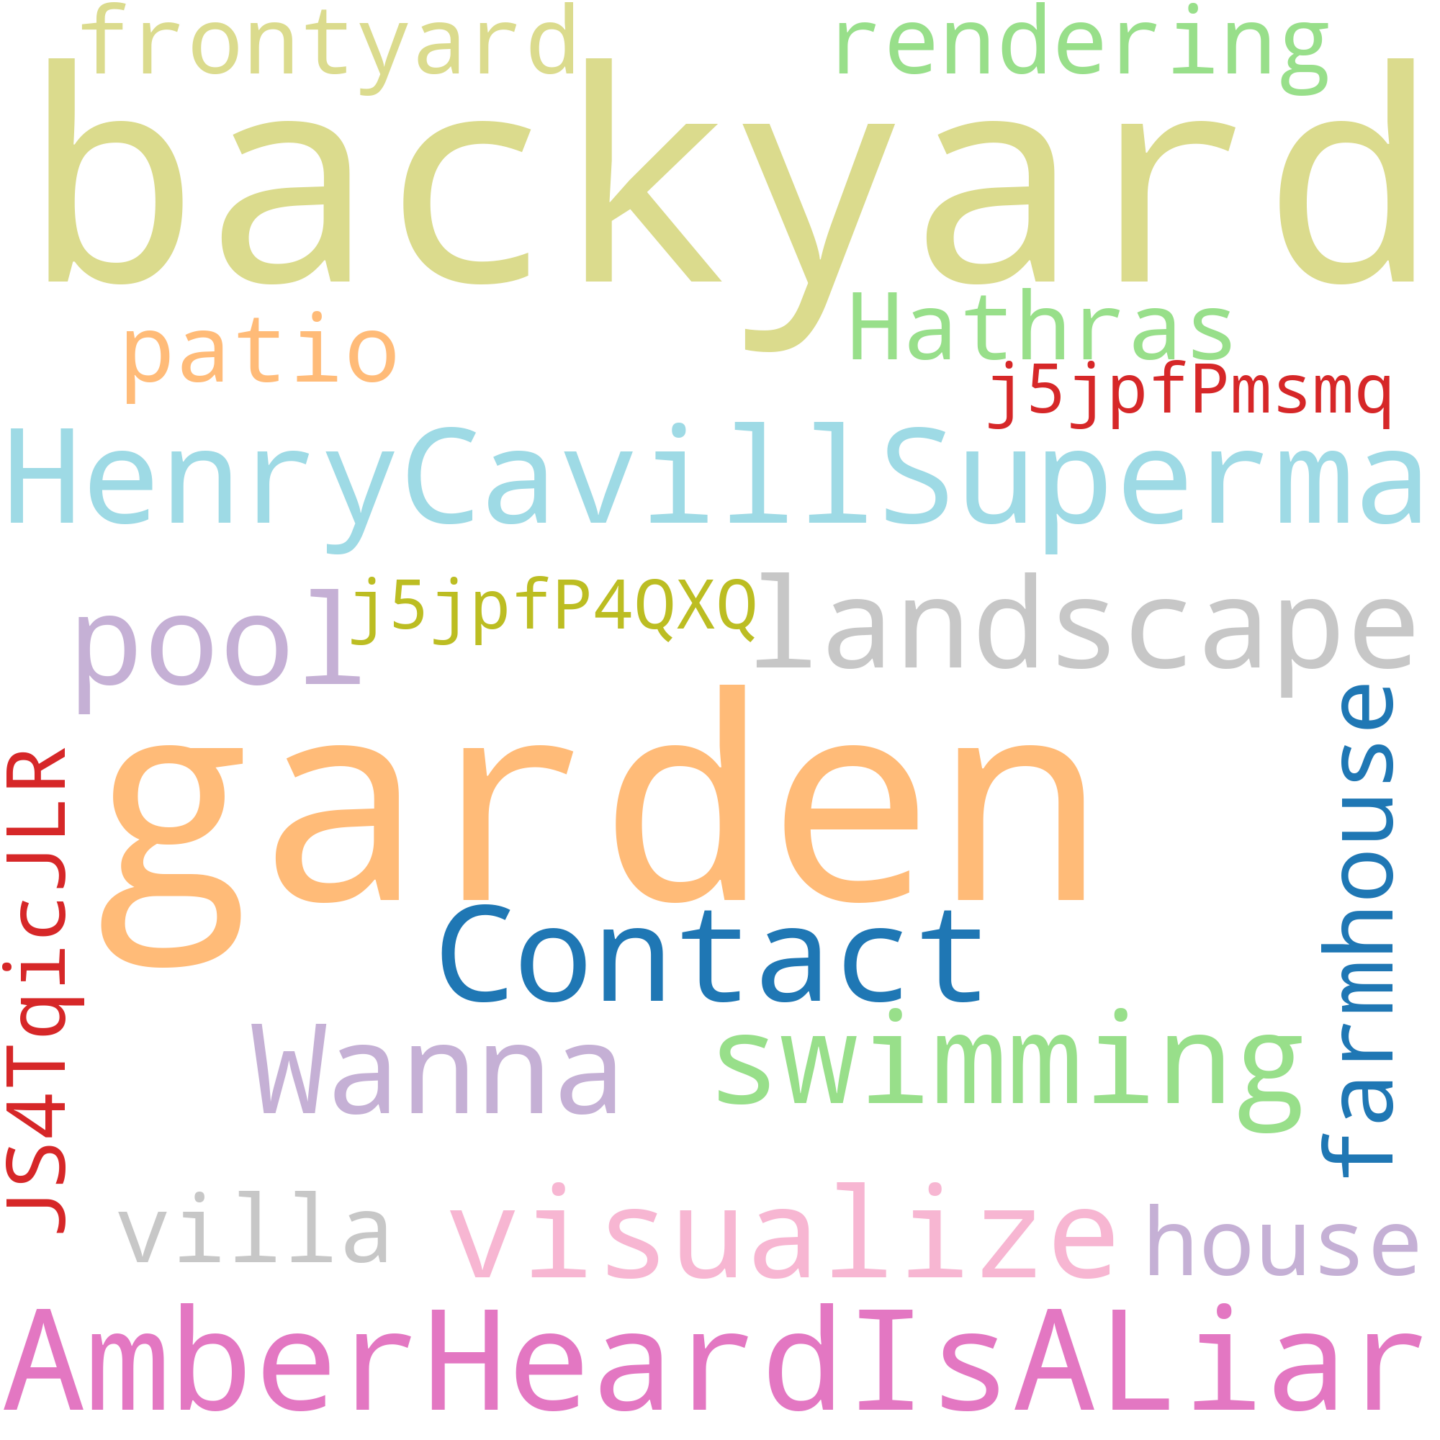 frontyard
rendering
backyard
patio
Hathras
j5jpfPmsmq
HenryCavillSuperma
pool
j5jpfP4QXQ
landscape
garden
JS4TqicJLR
farmhouse
Contact
Wanna
swimming
villa
visualize
house
AmberHeardIsALiar